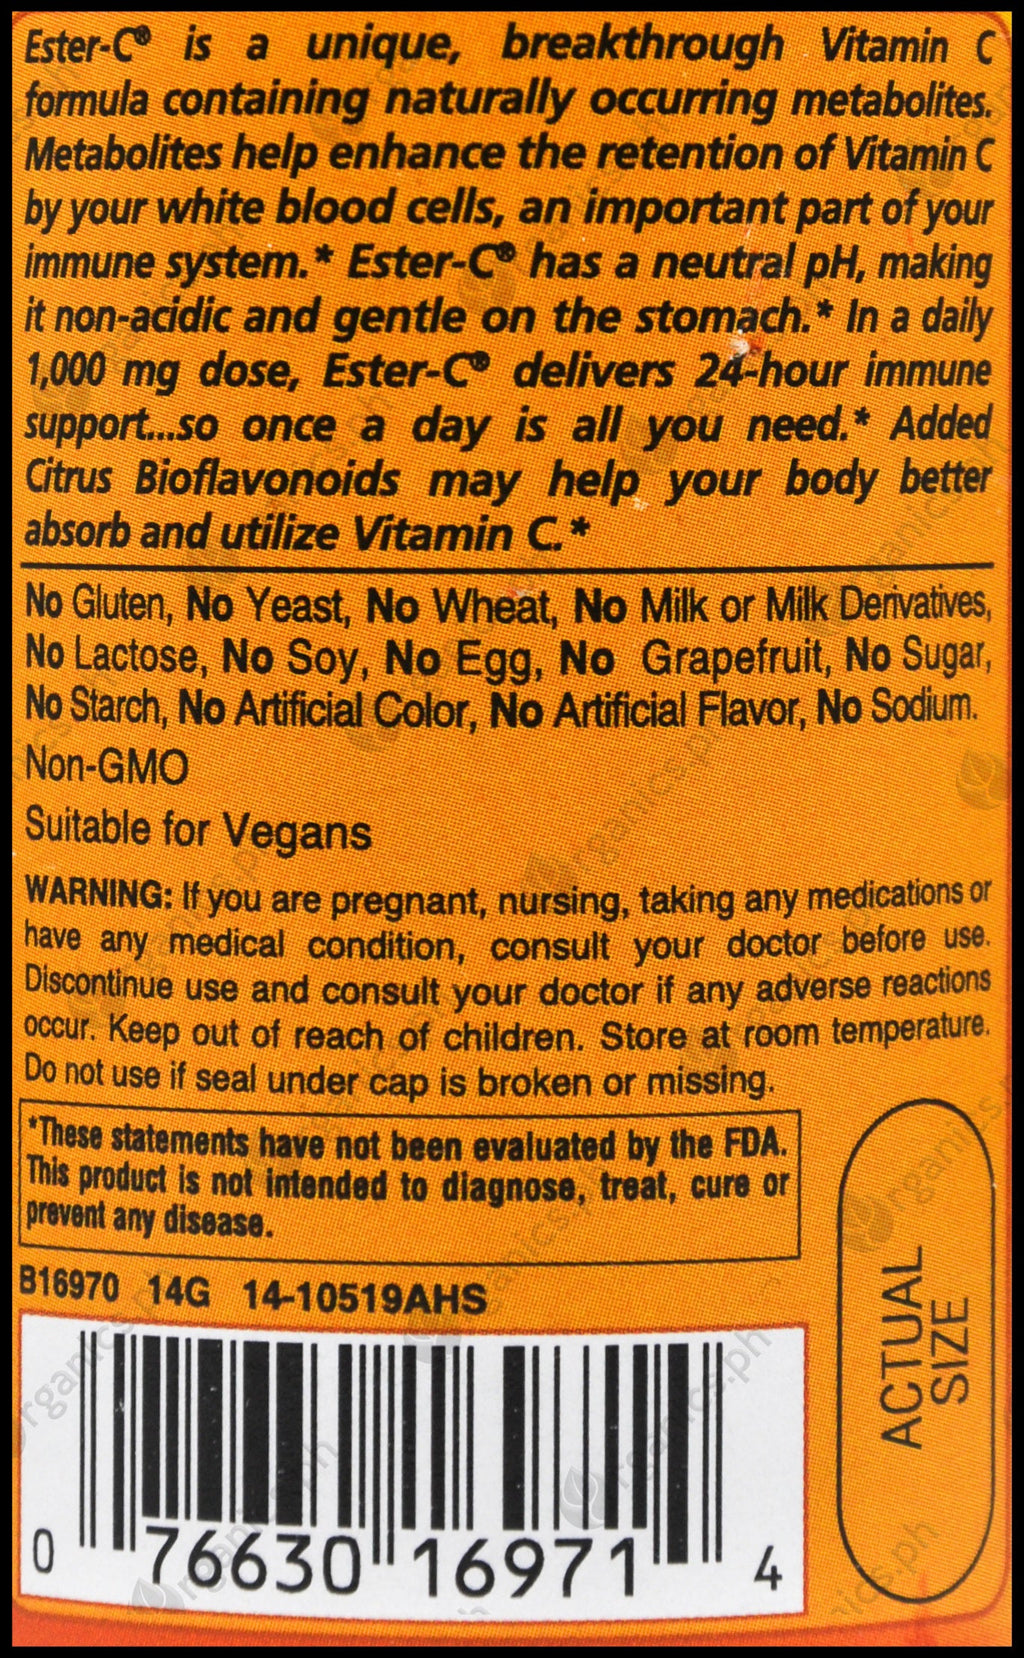 Ester-C® is a unique, breakthrough Vitamin C
formula containing naturally occurring metabolites.
Metabolites help enhance the retention of Vitamin C
by your white blood cells, an important part of your
immune system.* Ester-C® has a neutral pH, making
it non-acidic and gentle on the stomach.* In a daily
1,000 mg dose, Ester-C® delivers 24-hour immune
support...so once a day is all you need.* Added
Citrus Bioflavonoids may help your body better
absorb and utilize Vitamin C.*
No Gluten, No Yeast, No Wheat, No Milk or Milk Derivatives,
No Lactose, No Soy, No Egg, No Grapefruit, No Sugar,
No Starch, No Artificial Color, No Artificial Flavor, No Sodium.
Non-GMO
Suitable for Vegans
WARNING: If you are pregnant, nursing, taking any medications or
have any medical condition, consult your doctor before use.
Discontinue use and consult your doctor if any adverse reactions
occur. Keep out of reach of children. Store at room temperature.
Do not use if seal under cap is broken or missing.
*These statements have not been evaluated by the FDA.
This product is not intended to diagnose, treat, cure or
prevent any disease.
B16970 14G 14-10519AHS
ACTUAL
SIZE
0 76630 16971 4
organics.ph